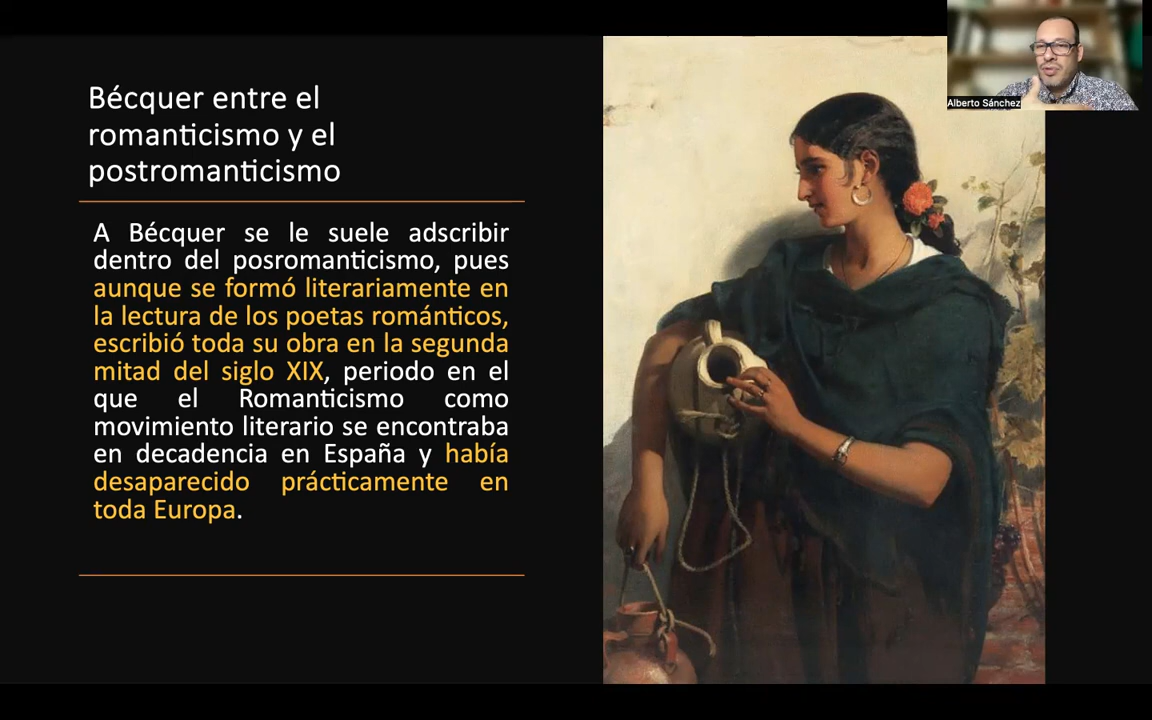 Bécquer entre el
romanticismo y el
postromanticismo
A Bécquer se le suele adscribir
dentro del posromanticismo, pues
aunque se formó literariamente en
la lectura de los poetas románticos,
escribió toda su obra en la segunda
mitad del siglo XIX, periodo en el
que el Romanticismo como
movimiento literario se encontraba
en decadencia en España y había
desaparecido prácticamente en
toda Europa.
Alberto Sánchez